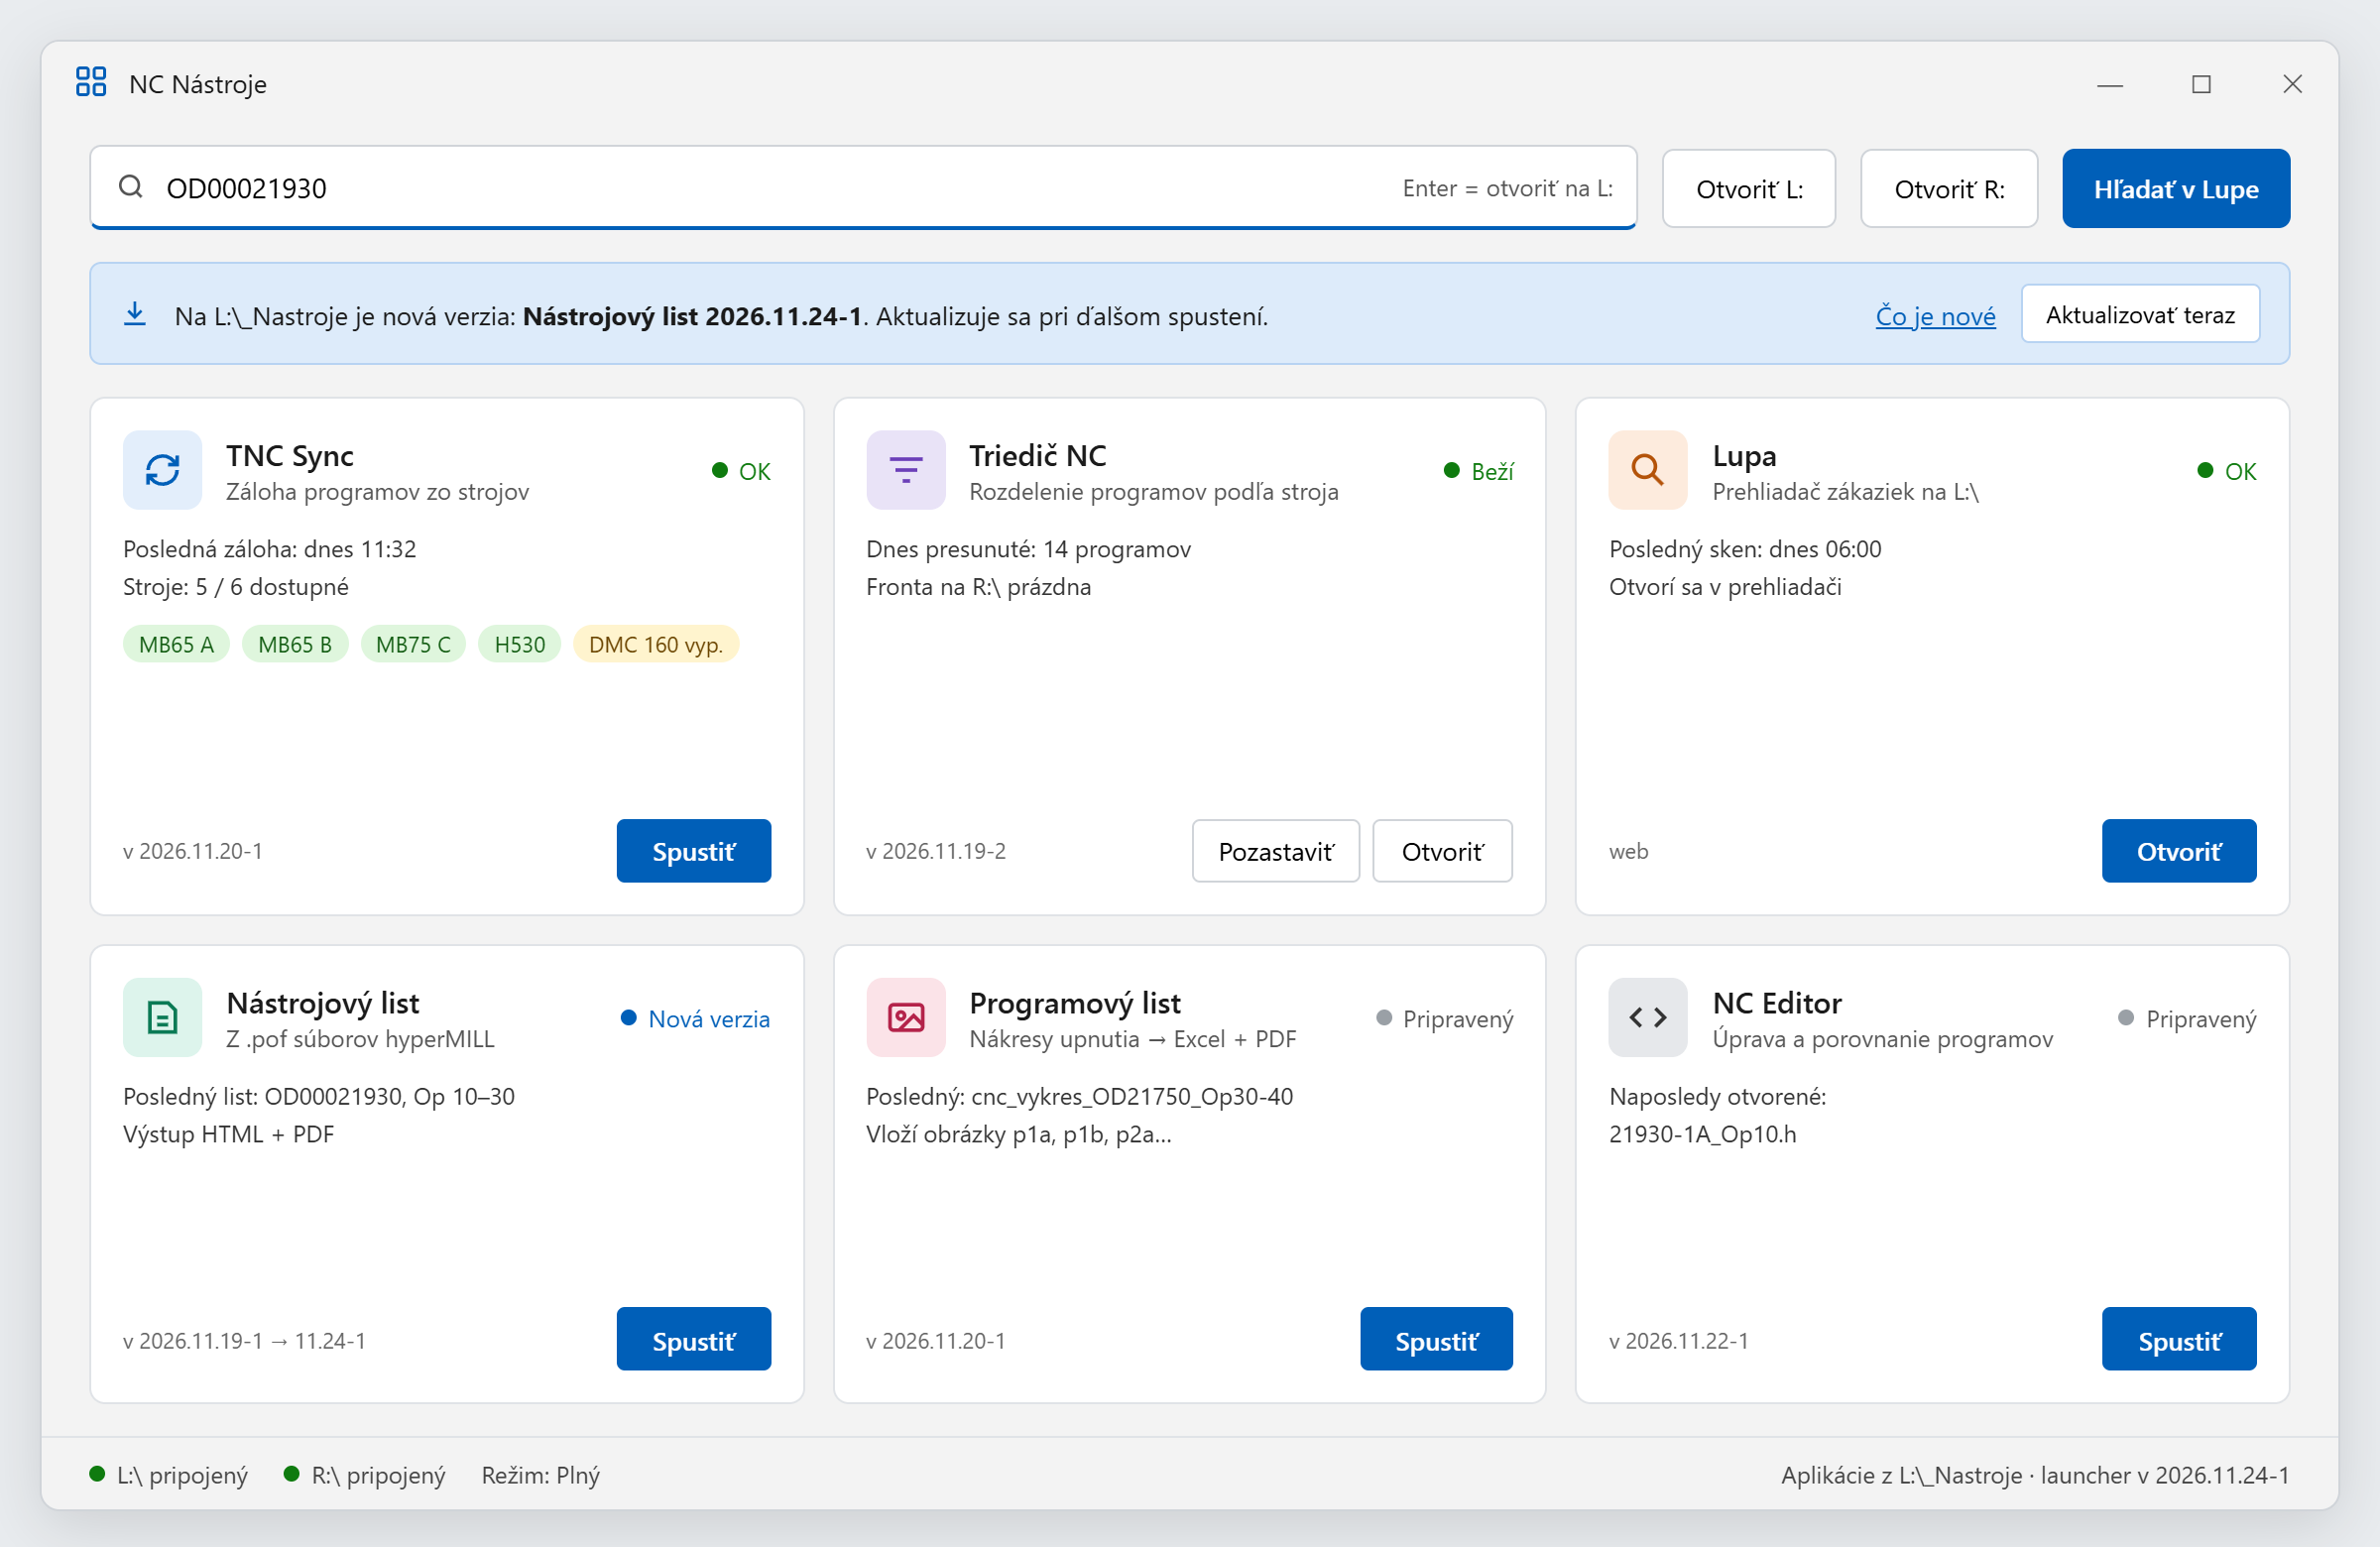 NC Nástroje
OD00021930
Enter = otvoriť na L:
Otvoriť L:
Otvoriť R:
Hľadať v Lupe
Na L:\_Nastroje je nová verzia: Nástrojový list 2026.11.24-1. Aktualizuje sa pri ďalšom spustení.
Čo je nové
Aktualizovať teraz
TNC Sync
Záloha programov zo strojov
OK
Posledná záloha: dnes 11:32
Stroje: 5 / 6 dostupné
MB65 A
MB65 B
MB75 C
H530
DMC 160 vyp.
v 2026.11.20-1
Spustiť
Triedič NC
Rozdelenie programov podľa stroja
Beží
Dnes presunuté: 14 programov
Fronta na R:\ prázdna
v 2026.11.19-2
Pozastaviť
Otvoriť
Lupa
Prehliadač zákaziek na L:\
OK
Posledný sken: dnes 06:00
Otvorí sa v prehliadači
web
Otvoriť
Nástrojový list
Z .pof súborov hyperMILL
Nová verzia
Posledný list: OD00021930, Op 10–30
Výstup HTML + PDF
v 2026.11.19-1 → 11.24-1
Spustiť
Programový list
Nákresy upnutia → Excel + PDF
Pripravený
Posledný: cnc_vykres_OD21750_Op30-40
Vloží obrázky p1a, p1b, p2a...
v 2026.11.20-1
Spustiť
NC Editor
Úprava a porovnanie programov
Pripravený
Naposledy otvorené:
21930-1A_Op10.h
v 2026.11.22-1
Spustiť
L:\ pripojený
R:\ pripojený
Režim: Plný
Aplikácie z L:\_Nastroje · launcher v 2026.11.24-1